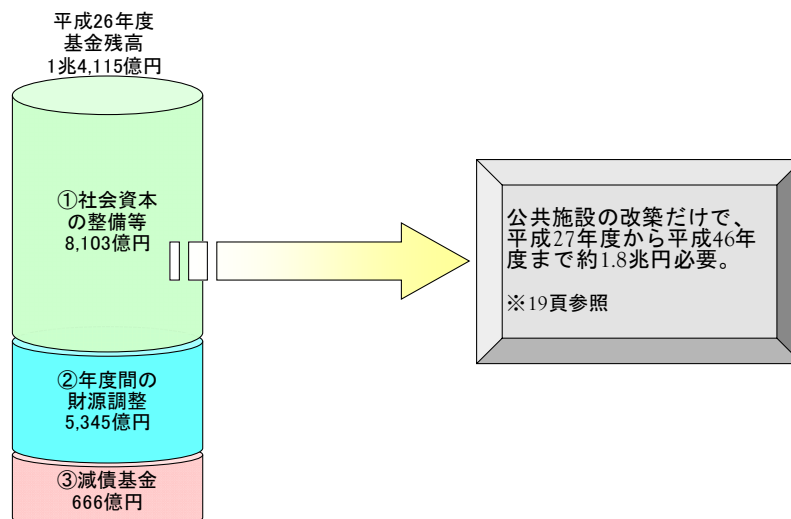 平成26年度
基金残高
1兆4,115億円
①社会資本
の整備等
8,103億円
②年度間の
財源調整
5,345億円
③減債基金
666億円
公共施設の改築だけで、
平成27年度から平成46年
度まで約1.8兆円必要。
※19頁参照